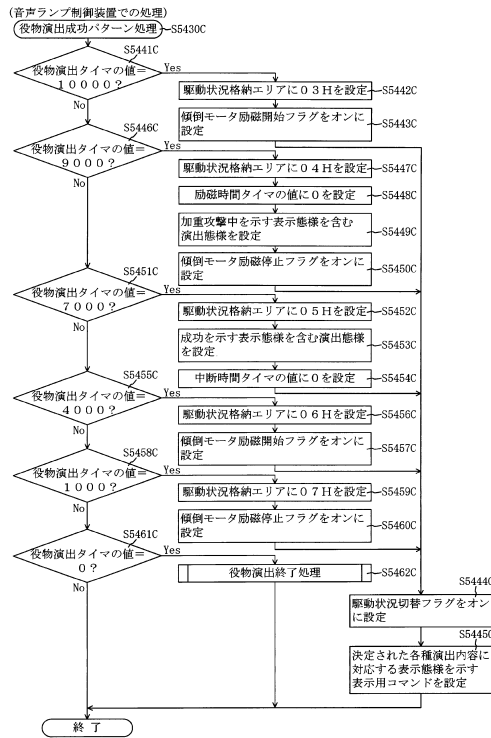 (音声ランプ制御装置での処理)
役物演出成功パターン処理
S5430C
S5441C
役物演出タイマの値＝
１００００？
Yes
No
駆動状況格納エリアに０３Hを設定
S5442C
傾倒モータ励磁開始フラグをオンに
設定
S5443C
S5446C
役物演出タイマの値＝
９０００？
Yes
No
駆動状況格納エリアに０４Hを設定
S5447C
励磁時間タイマの値に０を設定
S5448C
加重攻撃中を示す表示態様を含む
演出態様を設定
S5449C
傾倒モータ励磁停止フラグをオンに
設定
S5450C
S5451C
役物演出タイマの値＝
７０００？
Yes
No
駆動状況格納エリアに０５Hを設定
S5452C
成功を示す表示態様を含む演出態様
を設定
S5453C
中断時間タイマの値に０を設定
S5454C
S5455C
役物演出タイマの値＝
４０００？
Yes
No
駆動状況格納エリアに０６Hを設定
S5456C
傾倒モータ励磁開始フラグをオンに
設定
S5457C
S5458C
役物演出タイマの値＝
１０００？
Yes
No
駆動状況格納エリアに０７Hを設定
S5459C
傾倒モータ励磁停止フラグをオンに
設定
S5460C
S5461C
役物演出タイマの値＝
０？
Yes
No
役物演出終了処理
S5462C
S5444C
駆動状況切替フラグをオン
に設定
S5445C
決定された各種演出内容に
対応する表示態様を示す
表示用コマンドを設定
終了